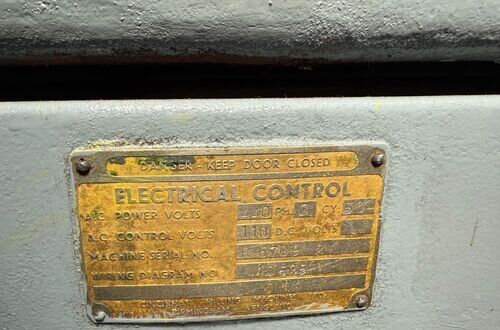 DANGER - KEEP DOOR CLOSED
ELECTRICAL CONTROL
A.C. POWER VOLTS 440 PH. 3 CY.
A.C. CONTROL VOLTS 110 D.C. VOLTS
MACHINE SERIAL NO.
WIRING DIAGRAM NO.
CINCINNATI MILLING MACHINE
BIRMINGHAM